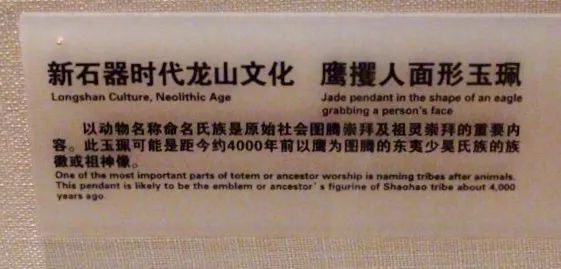 新石器时代龙山文化 鹰攫人面形玉珮
Longshan Culture, Neolithic Age Jade pendant in the shape of an eagle
grabbing a person's face
以动物名称命名氏族是原始社会图腾崇拜及祖灵崇拜的重要内
容。此玉珮可能是距今约4000年前以鹰为图腾的东夷少昊氏族的族
徽或祖神像。
One of the most important parts of totem or ancestor worship is naming tribes after animals.
This pendant is likely to be the emblem or ancestor's figurine of Shaohao tribe about 4,000
years ago.